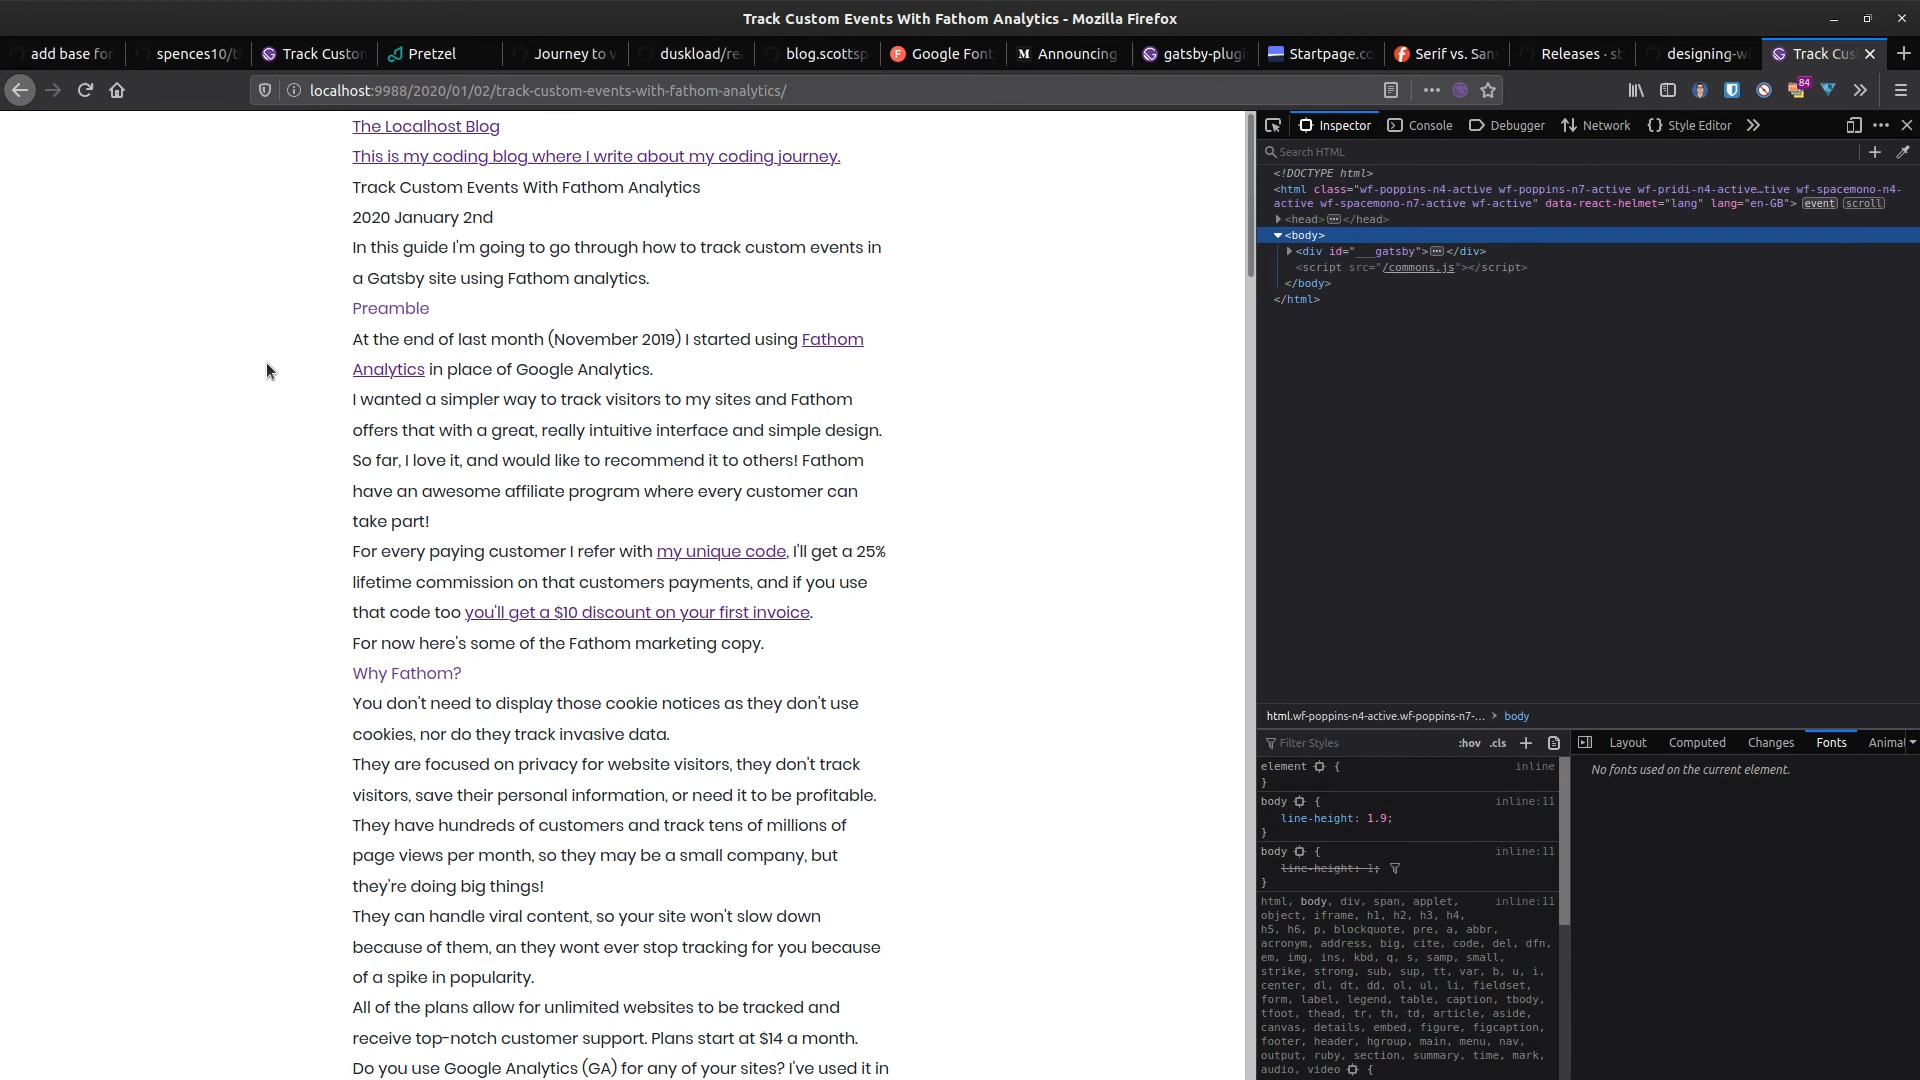 Track Custom Events With Fathom Analytics - Mozilla Firefox
add base for
spences10/t
Track Custom
Pretzel
Journey to v
duskload/re
blog.scottsp
Google Font
Announcing
gatsby-plugi
Startpage.co
Serif vs. Sans
Releases · st
designing-w
Track Cus
localhost:9988/2020/01/02/track-custom-events-with-fathom-analytics/
84
The Localhost Blog
This is my coding blog where I write about my coding journey.
Track Custom Events With Fathom Analytics
2020 January 2nd
In this guide I'm going to go through how to track custom events in
a Gatsby site using Fathom analytics.
Preamble
At the end of last month (November 2019) I started using Fathom
Analytics in place of Google Analytics.
I wanted a simpler way to track visitors to my sites and Fathom
offers that with a great, really intuitive interface and simple design.
So far, I love it, and would like to recommend it to others! Fathom
have an awesome affiliate program where every customer can
take part!
For every paying customer I refer with my unique code, I'll get a 25%
lifetime commission on that customers payments, and if you use
that code too you'll get a $10 discount on your first invoice.
For now here's some of the Fathom marketing copy.
Why Fathom?
You don't need to display those cookie notices as they don't use
cookies, nor do they track invasive data.
They are focused on privacy for website visitors, they don't track
visitors, save their personal information, or need it to be profitable.
They have hundreds of customers and track tens of millions of
page views per month, so they may be a small company, but
they're doing big things!
They can handle viral content, so your site won't slow down
because of them, an they wont ever stop tracking for you because
of a spike in popularity.
All of the plans allow for unlimited websites to be tracked and
receive top-notch customer support. Plans start at $14 a month.
Do you use Google Analytics (GA) for any of your sites? I've used it in
Inspector
Console
Debugger
Network
Style Editor
Search HTML
<!DOCTYPE html>
<html class="wf-poppins-n4-active wf-poppins-n7-active wf-pridi-n4-active…tive wf-spacemono-n4-
active wf-spacemono-n7-active wf-active" data-react-helmet="lang" lang="en-GB"> event scroll
<head></head>
<body>
<div id="___gatsby"></div>
<script src="/commons.js"></script>
</body>
</html>
html.wf-poppins-n4-active.wf-poppins-n7-... > body
Filter Styles
:hov .cls +
Layout
Computed
Changes
Fonts
Animat
No fonts used on the current element.
element { inline
}
body { inline:11
line-height: 1.9;
}
body { inline:11
line-height: 1;
}
html, body, div, span, applet, inline:11
object, iframe, h1, h2, h3, h4,
h5, h6, p, blockquote, pre, a, abbr,
acronym, address, big, cite, code, del, dfn,
em, img, ins, kbd, q, s, samp, small,
strike, strong, sub, sup, tt, var, b, u, i,
center, dl, dt, dd, ol, ul, li, fieldset,
form, label, legend, table, caption, tbody,
tfoot, thead, tr, th, td, article, aside,
canvas, details, embed, figure, figcaption,
footer, header, hgroup, main, menu, nav,
output, ruby, section, summary, time, mark,
audio, video {